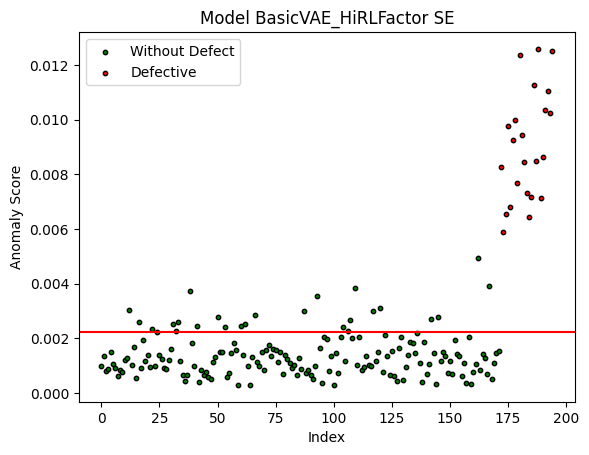 Model BasicVAE_HiRLFactor SE
Without Defect
Defective
Anomaly Score
0.012
0.010
0.008
0.006
0.004
0.002
0.000
0 25 50 75 100 125 150 175 200
Index